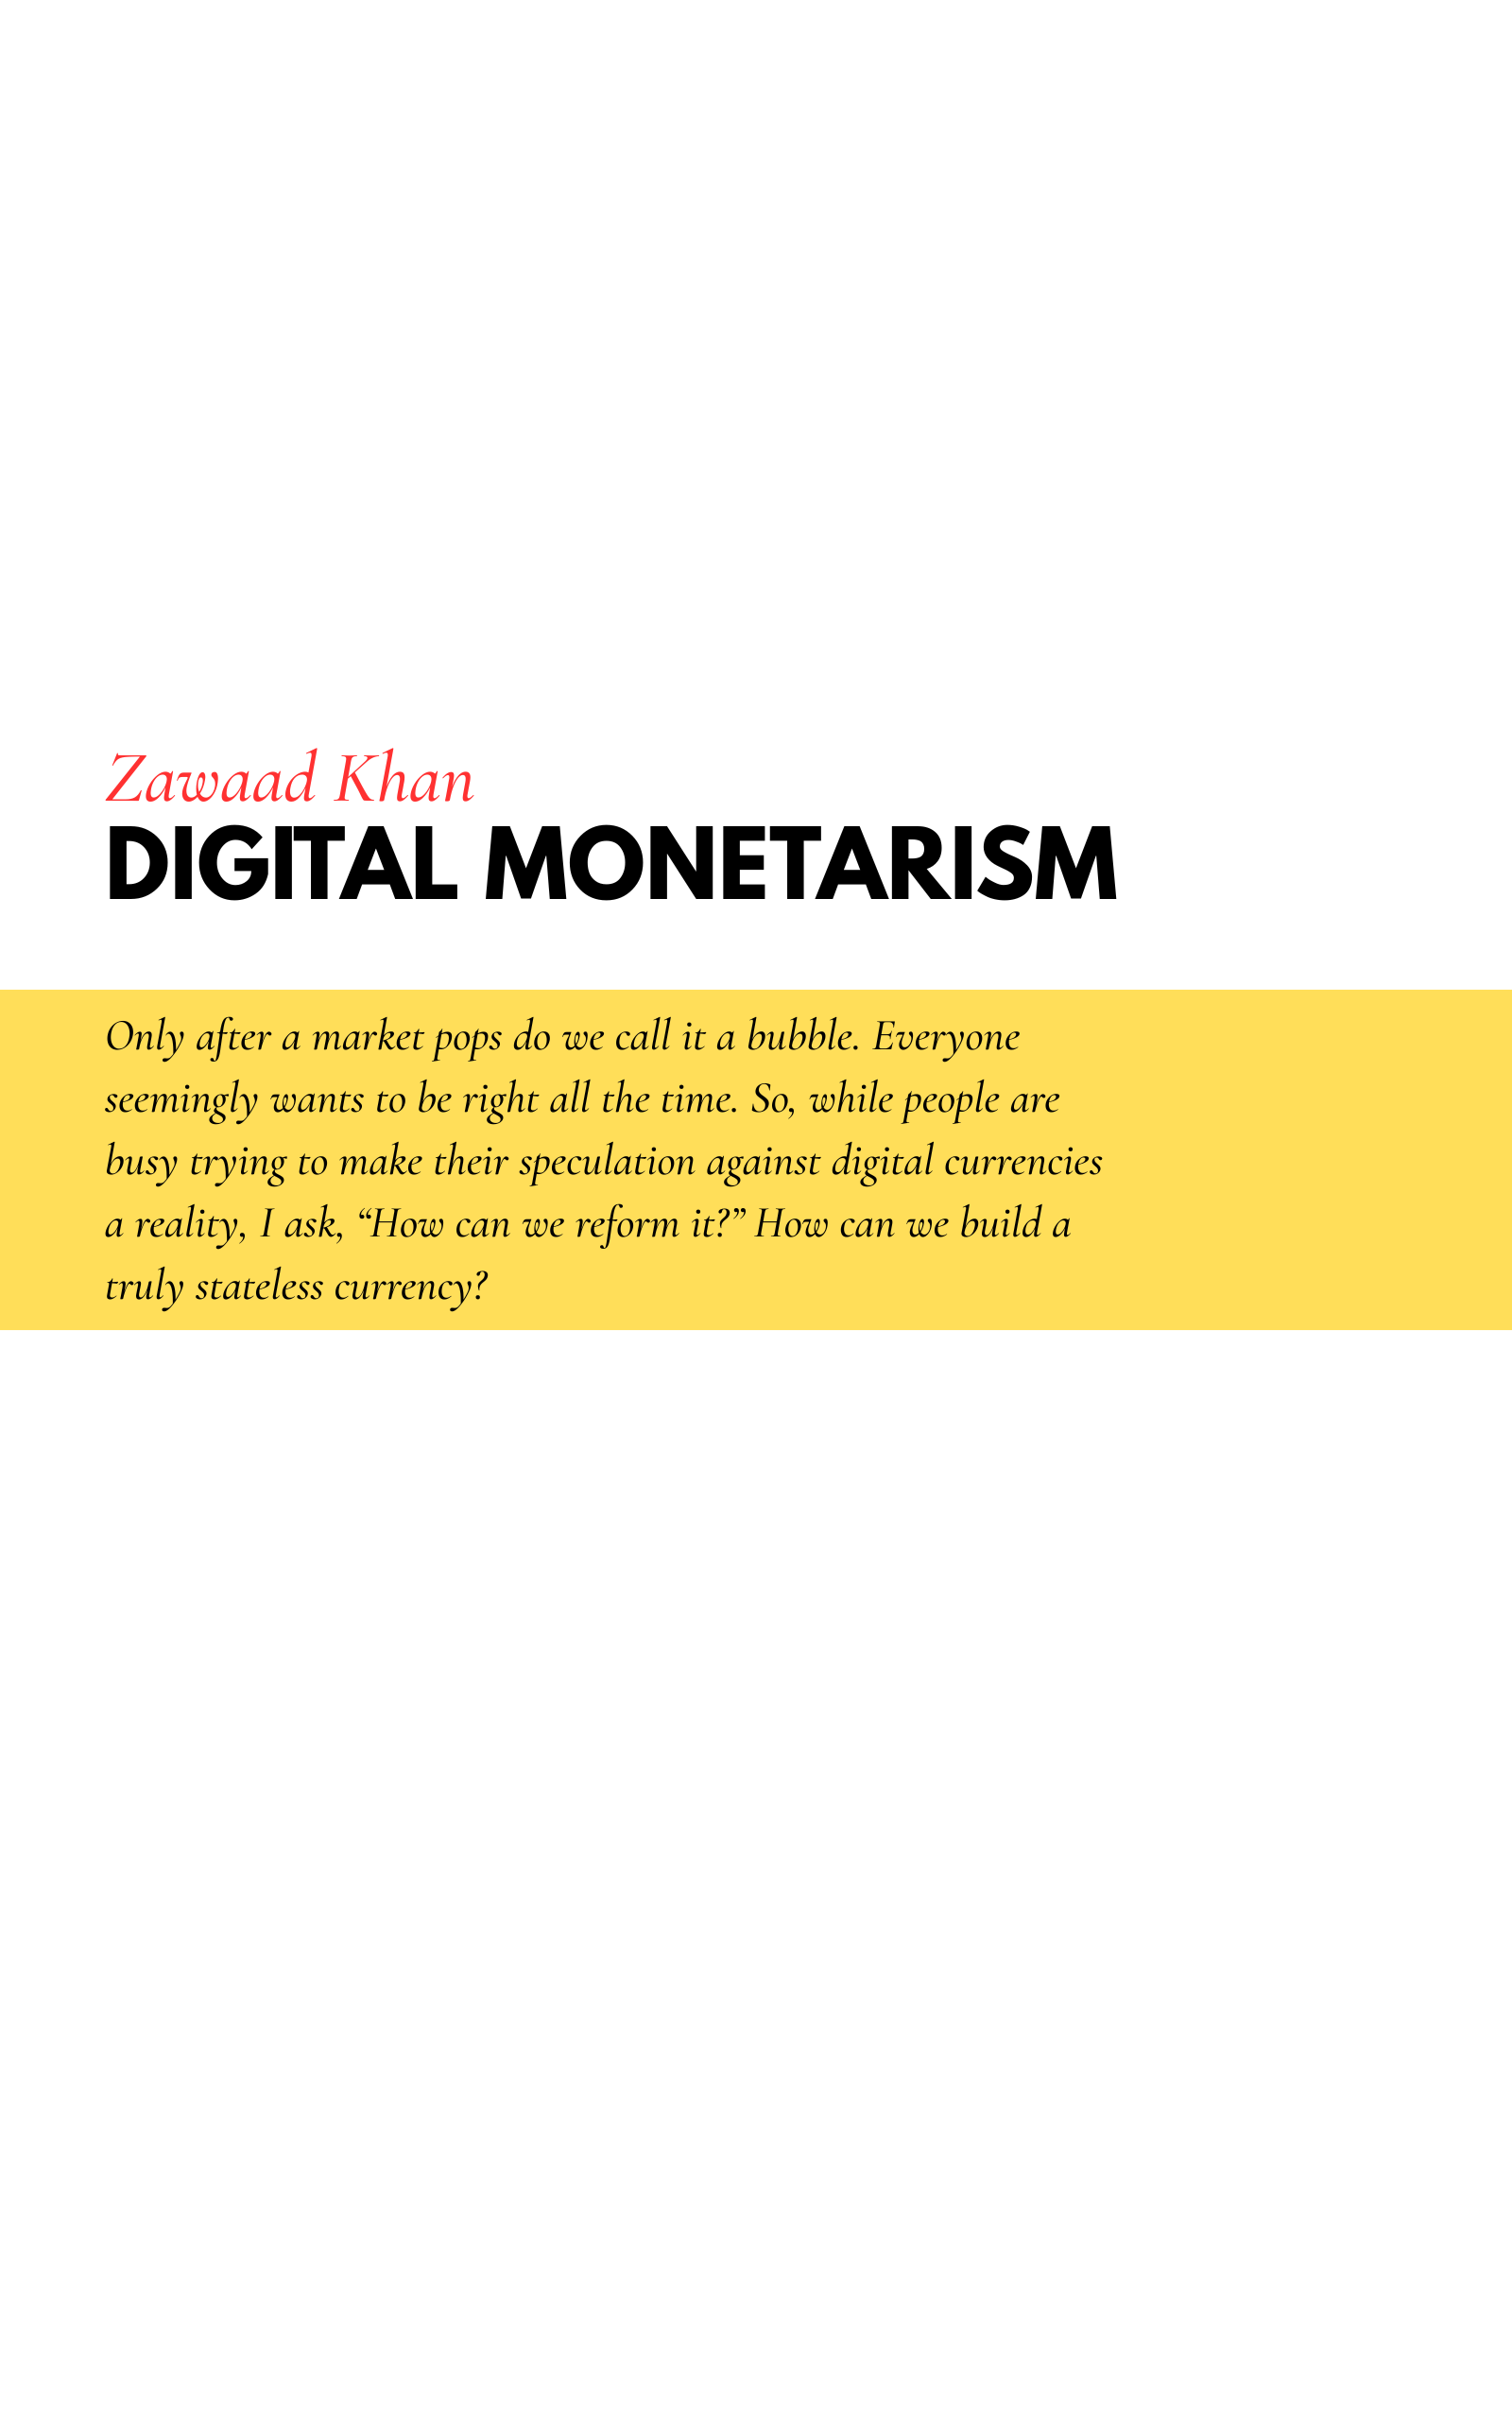 Zawaad Khan
DIGITAL MONETARISM
Only after a market pops do we call it a bubble. Everyone
seemingly wants to be right all the time. So, while people are
busy trying to make their speculation against digital currencies
a reality, I ask, “How can we reform it?” How can we build a
truly stateless currency?